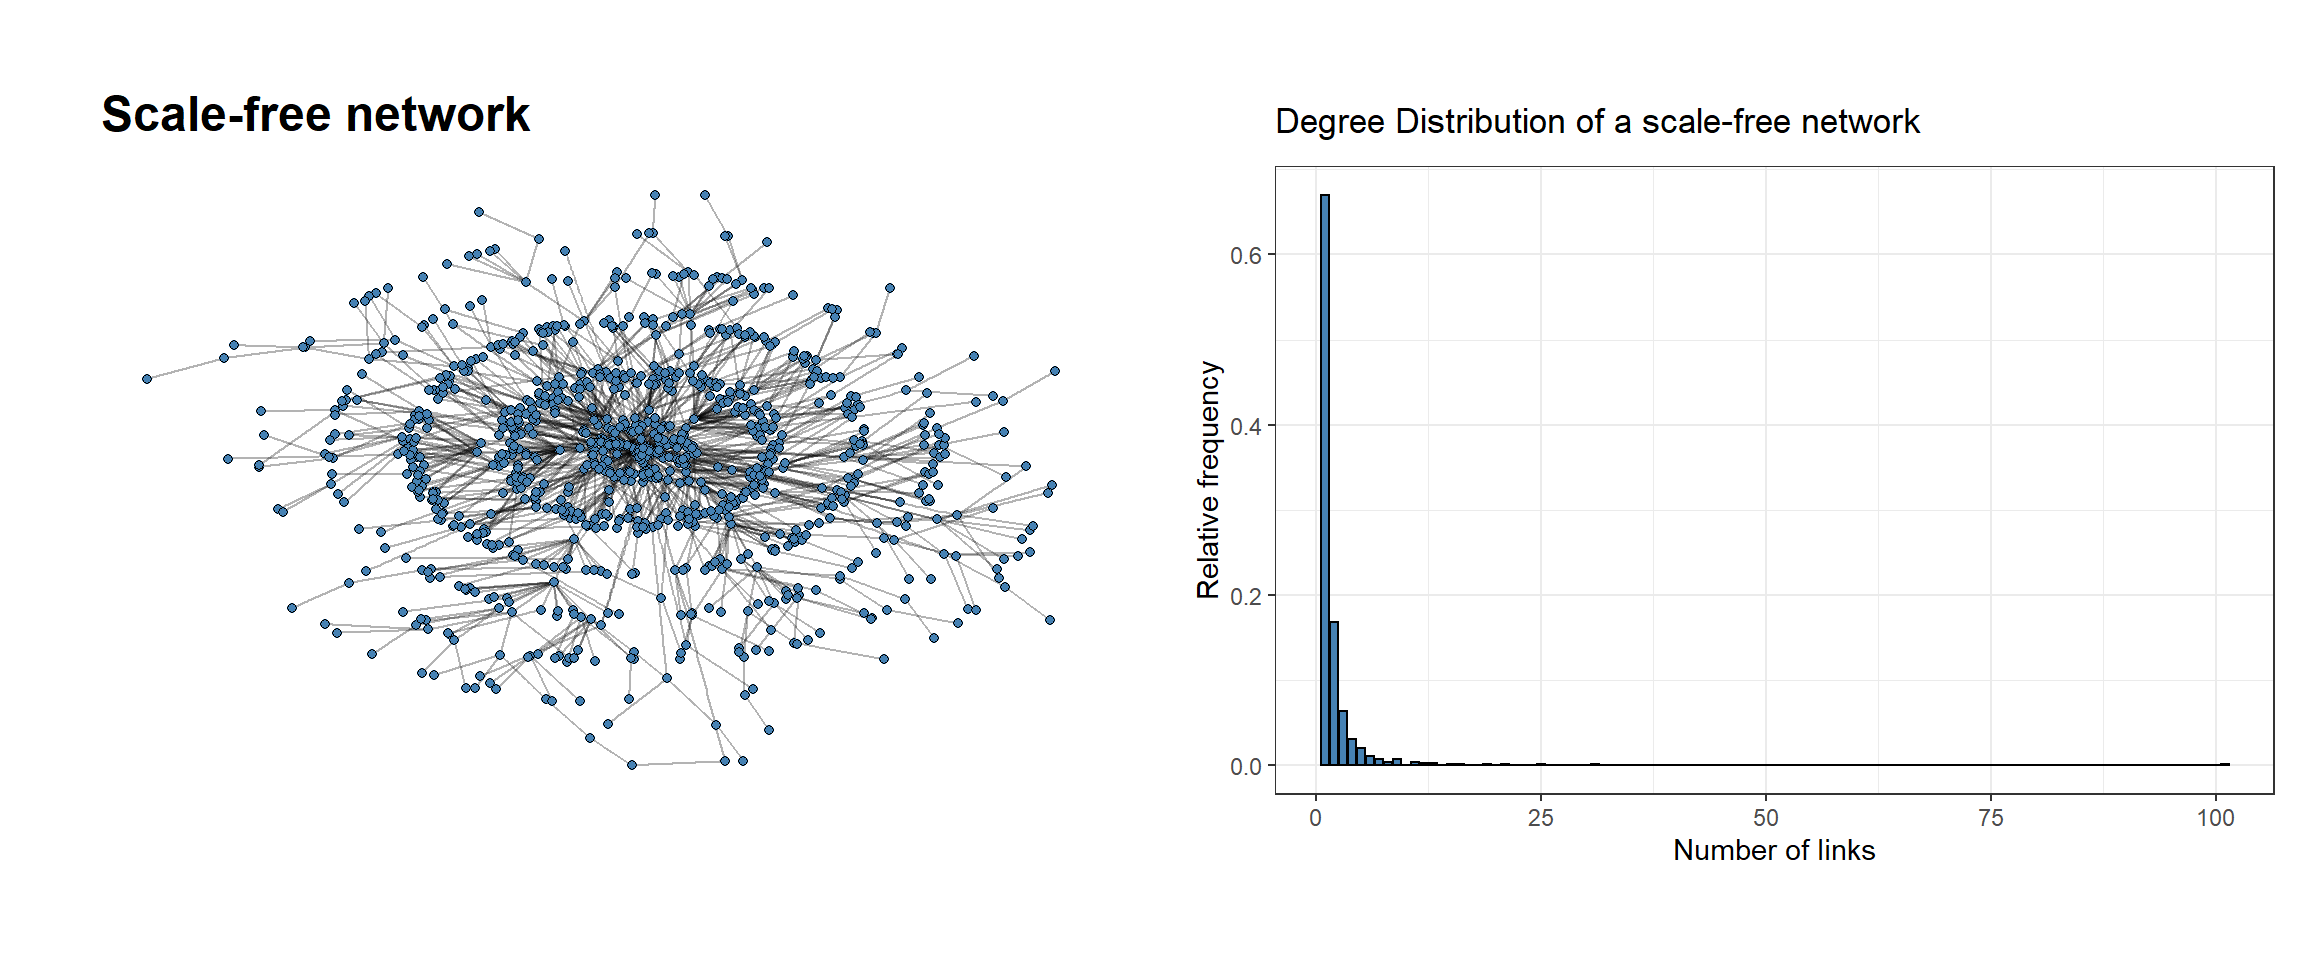 Scale-free network
Degree Distribution of a scale-free network
Relative frequency
0.6
0.4
0.2
0.0
0 25 50 75 100
Number of links